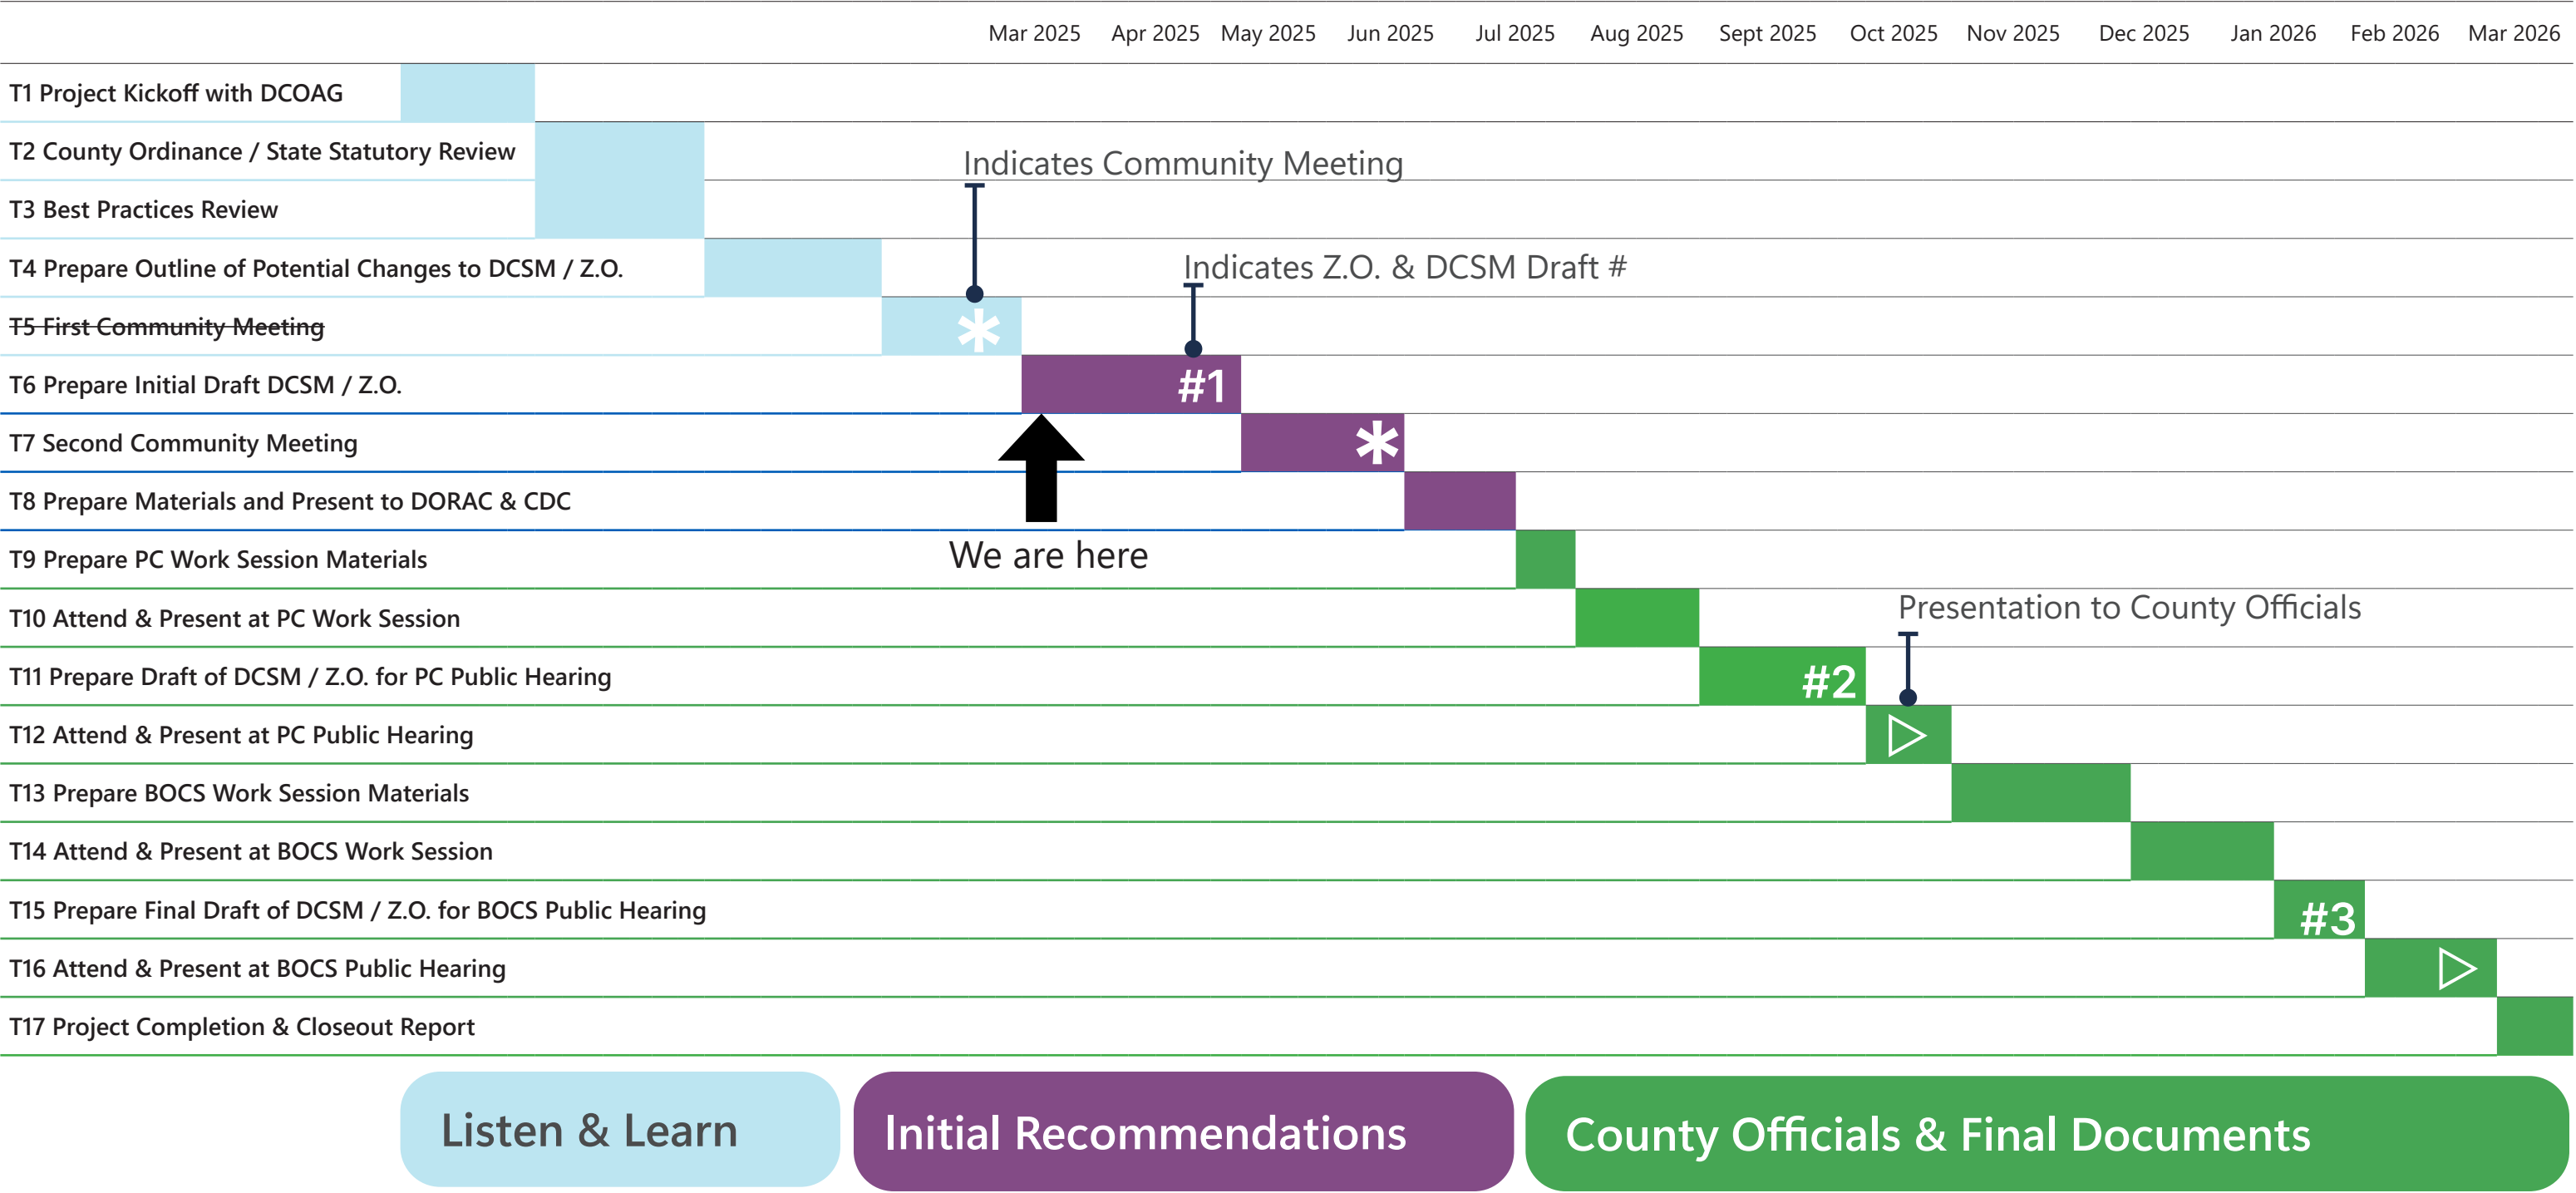 Mar 2025 Apr 2025 May 2025 Jun 2025 Jul 2025 Aug 2025 Sept 2025 Oct 2025 Nov 2025 Dec 2025 Jan 2026 Feb 2026 Mar 2026
T1 Project Kickoff with DCOAG
T2 County Ordinance / State Statutory Review
Indicates Community Meeting
T3 Best Practices Review
T4 Prepare Outline of Potential Changes to DCSM / Z.O.
Indicates Z.O. & DCSM Draft #
T5 First Community Meeting
*
T6 Prepare Initial Draft DCSM / Z.O.
#1
T7 Second Community Meeting
*
T8 Prepare Materials and Present to DORAC & CDC
We are here
T9 Prepare PC Work Session Materials
T10 Attend & Present at PC Work Session
Presentation to County Officials
T11 Prepare Draft of DCSM / Z.O. for PC Public Hearing
#2
T12 Attend & Present at PC Public Hearing
T13 Prepare BOCS Work Session Materials
T14 Attend & Present at BOCS Work Session
T15 Prepare Final Draft of DCSM / Z.O. for BOCS Public Hearing
#3
T16 Attend & Present at BOCS Public Hearing
T17 Project Completion & Closeout Report
Listen & Learn
Initial Recommendations
County Officials & Final Documents